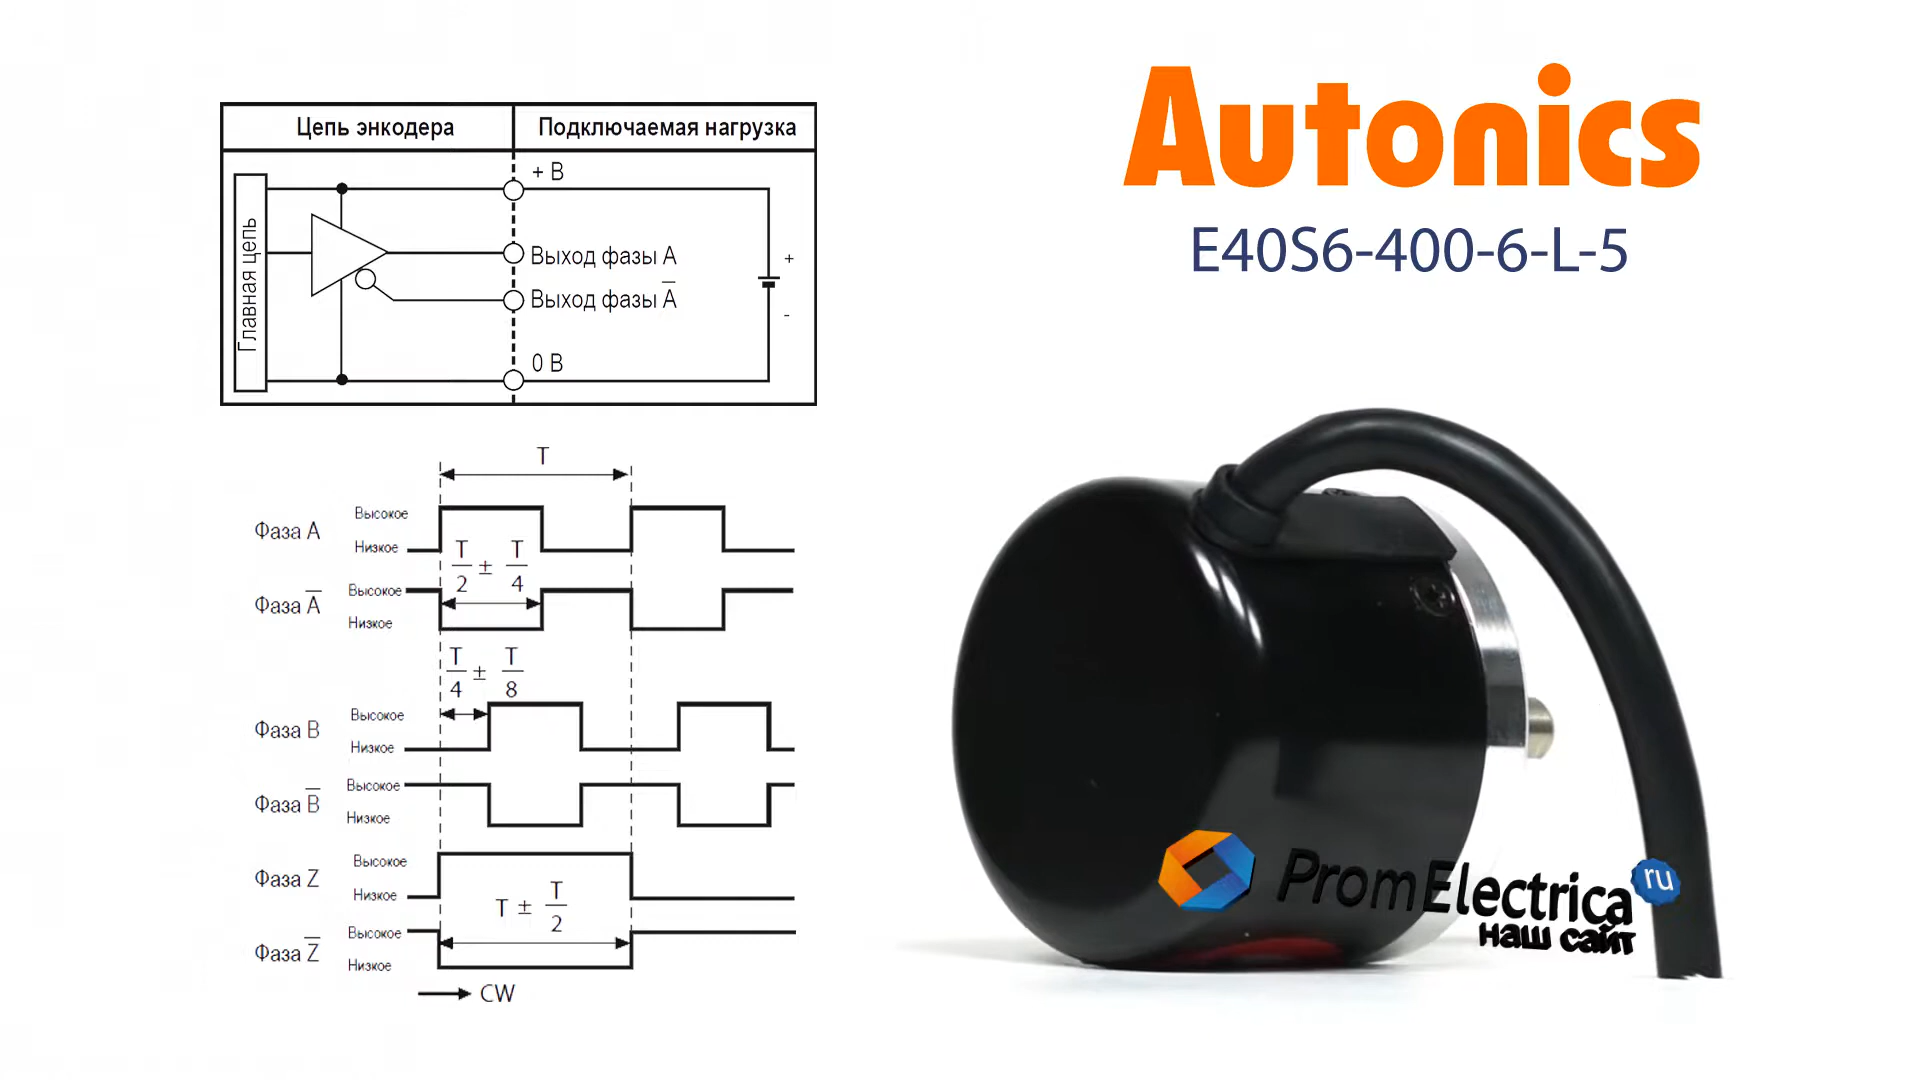 Цепь энкодера
Подключаемая нагрузка
Главная цепь
+ В
Выход фазы А
Выход фазы A̅
0 В
+
-
Autonics
E40S6-400-6-L-5
T
Фаза A
Высокое
Низкое
T/2 ± T/4
Фаза A̅
Высокое
Низкое
T/4 ± T/8
Фаза B
Высокое
Низкое
Фаза B̅
Высокое
Низкое
Фаза Z
Высокое
Низкое
T ± T/2
Фаза Z̅
Высокое
Низкое
CW
PromElectrica ru
наш сайт